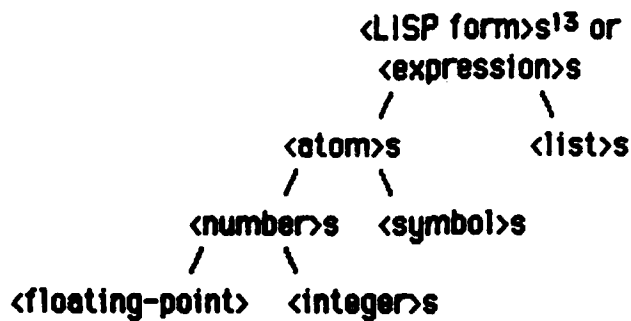 <LISP form>s13 or
<expression>s
<atom>s <list>s
<number>s <symbol>s
<floating-point> <integer>s